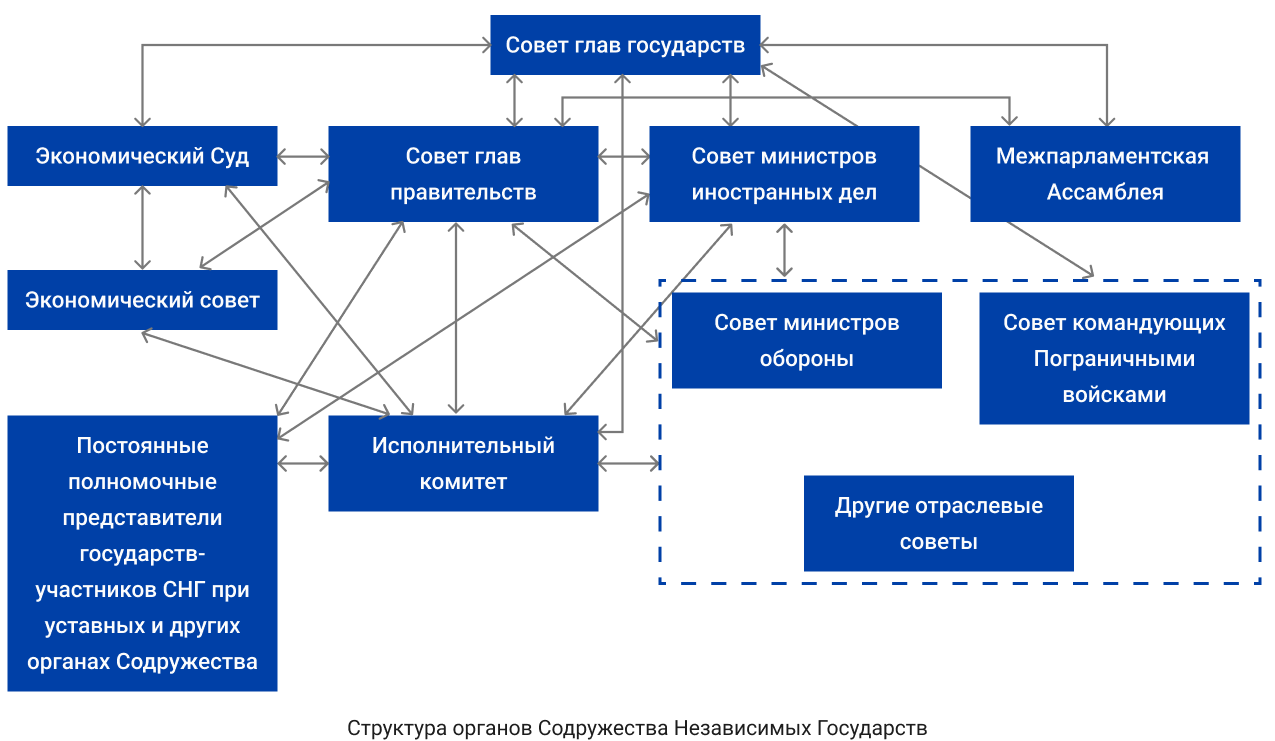 Совет глав государств
Экономический Суд
Совет глав
правительств
Совет министров
иностранных дел
Межпарламентская
Ассамблея
Экономический совет
Совет министров
обороны
Совет командующих
Пограничными
войсками
Постоянные
полномочные
представители
государств-
участников СНГ при
уставных и других
органах Содружества
Исполнительный
комитет
Другие отраслевые
советы
Структура органов Содружества Независимых Государств